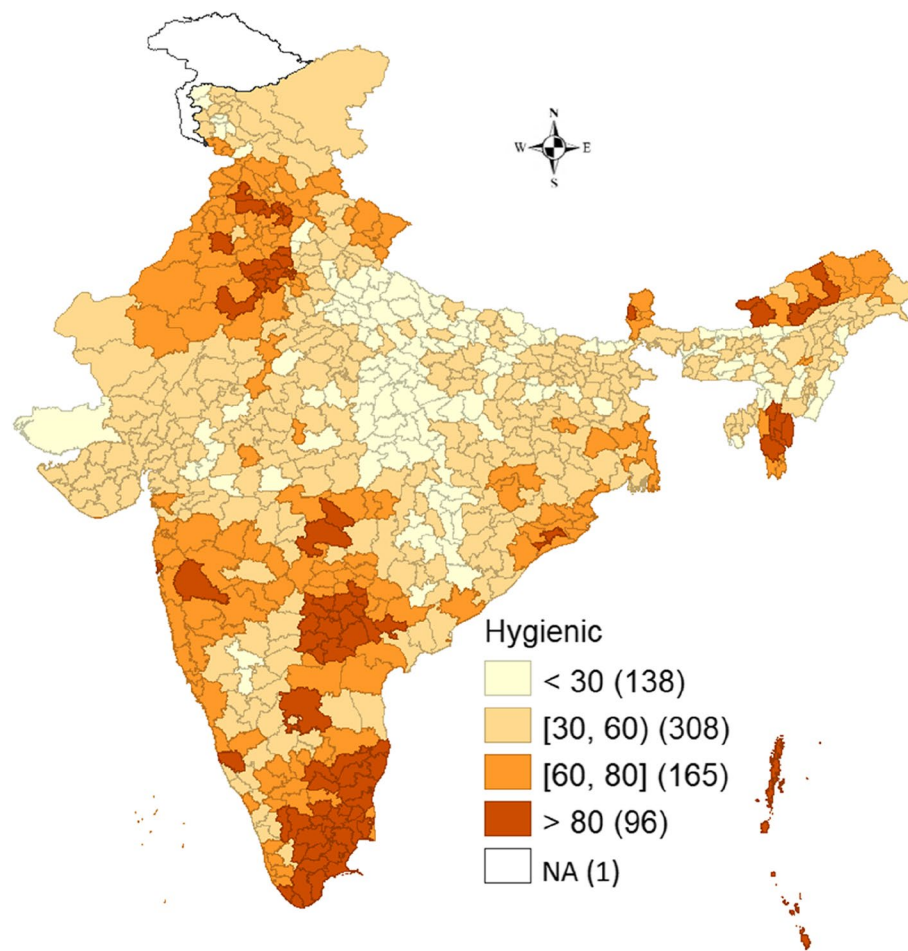 N
W E
S
Hygienic
< 30 (138)
[30, 60) (308)
[60, 80] (165)
> 80 (96)
NA (1)